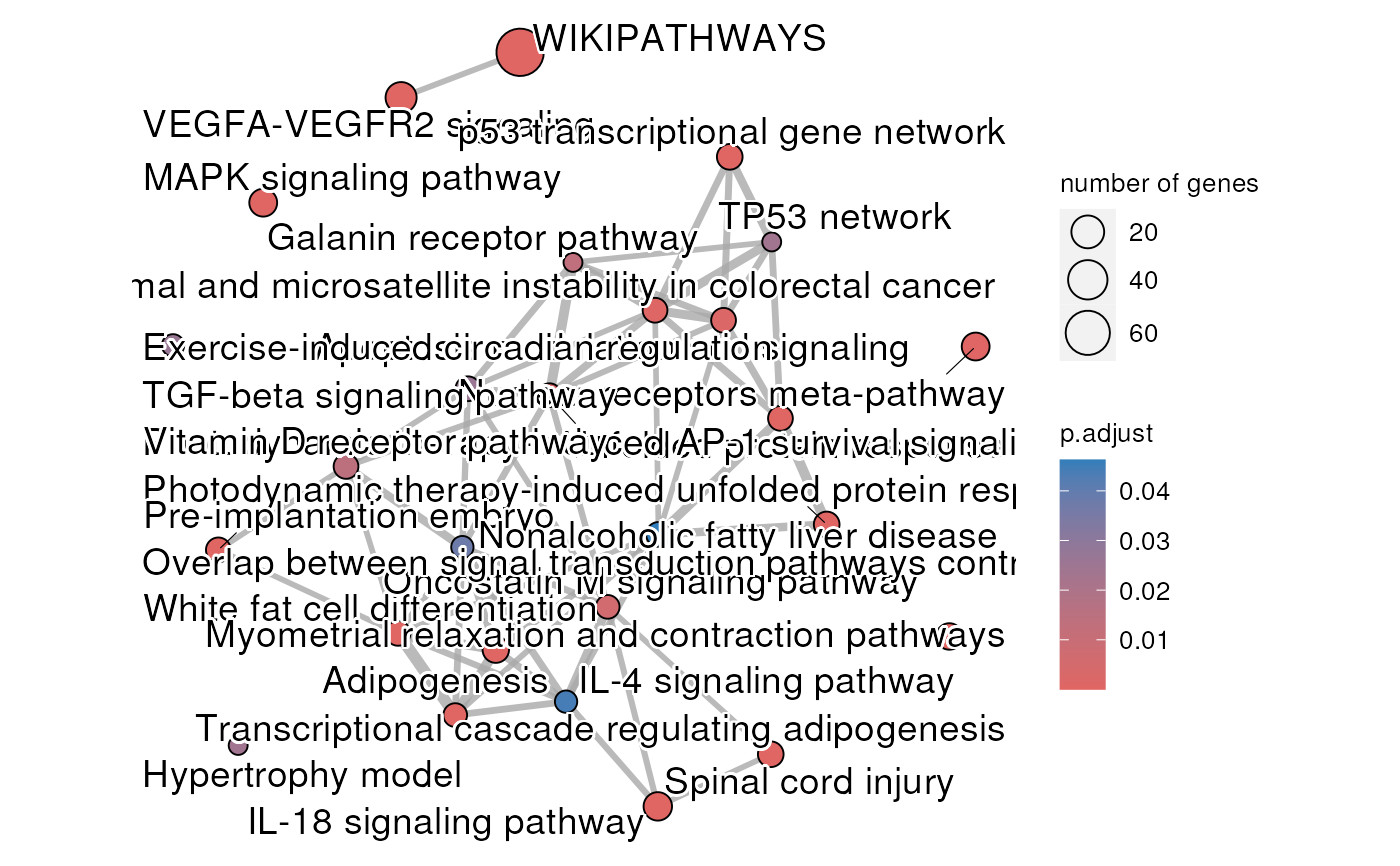 WIKIPATHWAYS
VEGFA-VEGFR2 signaling
p53 transcriptional gene network
MAPK signaling pathway
TP53 network
Galanin receptor pathway
mal and microsatellite instability in colorectal cancer
Exercise-induced circadian regulation
signaling
TGF-beta signaling pathway
receptors meta-pathway
Vitamin D receptor pathway
AP-1 survival signali
Photodynamic therapy-induced unfolded protein resp
Pre-implantation embryo
Nonalcoholic fatty liver disease
Overlap between signal transduction pathways contr
Oncostatin M signaling pathway
White fat cell differentiation
Myometrial relaxation and contraction pathways
Adipogenesis
IL-4 signaling pathway
Transcriptional cascade regulating adipogenesis
Hypertrophy model
Spinal cord injury
IL-18 signaling pathway
number of genes
20
40
60
p.adjust
0.04
0.03
0.02
0.01